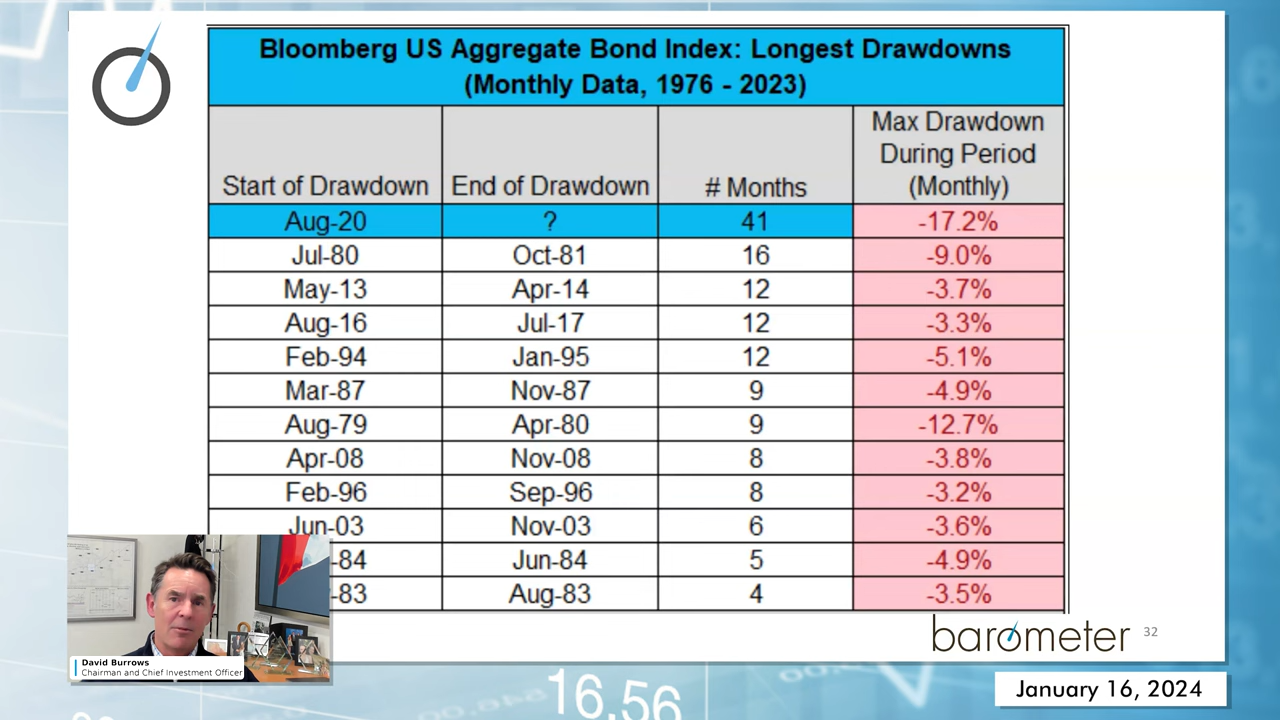 Bloomberg US Aggregate Bond Index: Longest Drawdowns
(Monthly Data, 1976 - 2023)
Start of Drawdown End of Drawdown # Months Max Drawdown During Period (Monthly)
Aug-20 ? 41 -17.2%
Jul-80 Oct-81 16 -9.0%
May-13 Apr-14 12 -3.7%
Aug-16 Jul-17 12 -3.3%
Feb-94 Jan-95 12 -5.1%
Mar-87 Nov-87 9 -4.9%
Aug-79 Apr-80 9 -12.7%
Apr-08 Nov-08 8 -3.8%
Feb-96 Sep-96 8 -3.2%
Jun-03 Nov-03 6 -3.6%
-84 Jun-84 5 -4.9%
-83 Aug-83 4 -3.5%
David Burrows
Chairman and Chief Investment Officer
barometer 32
January 16, 2024
16.56